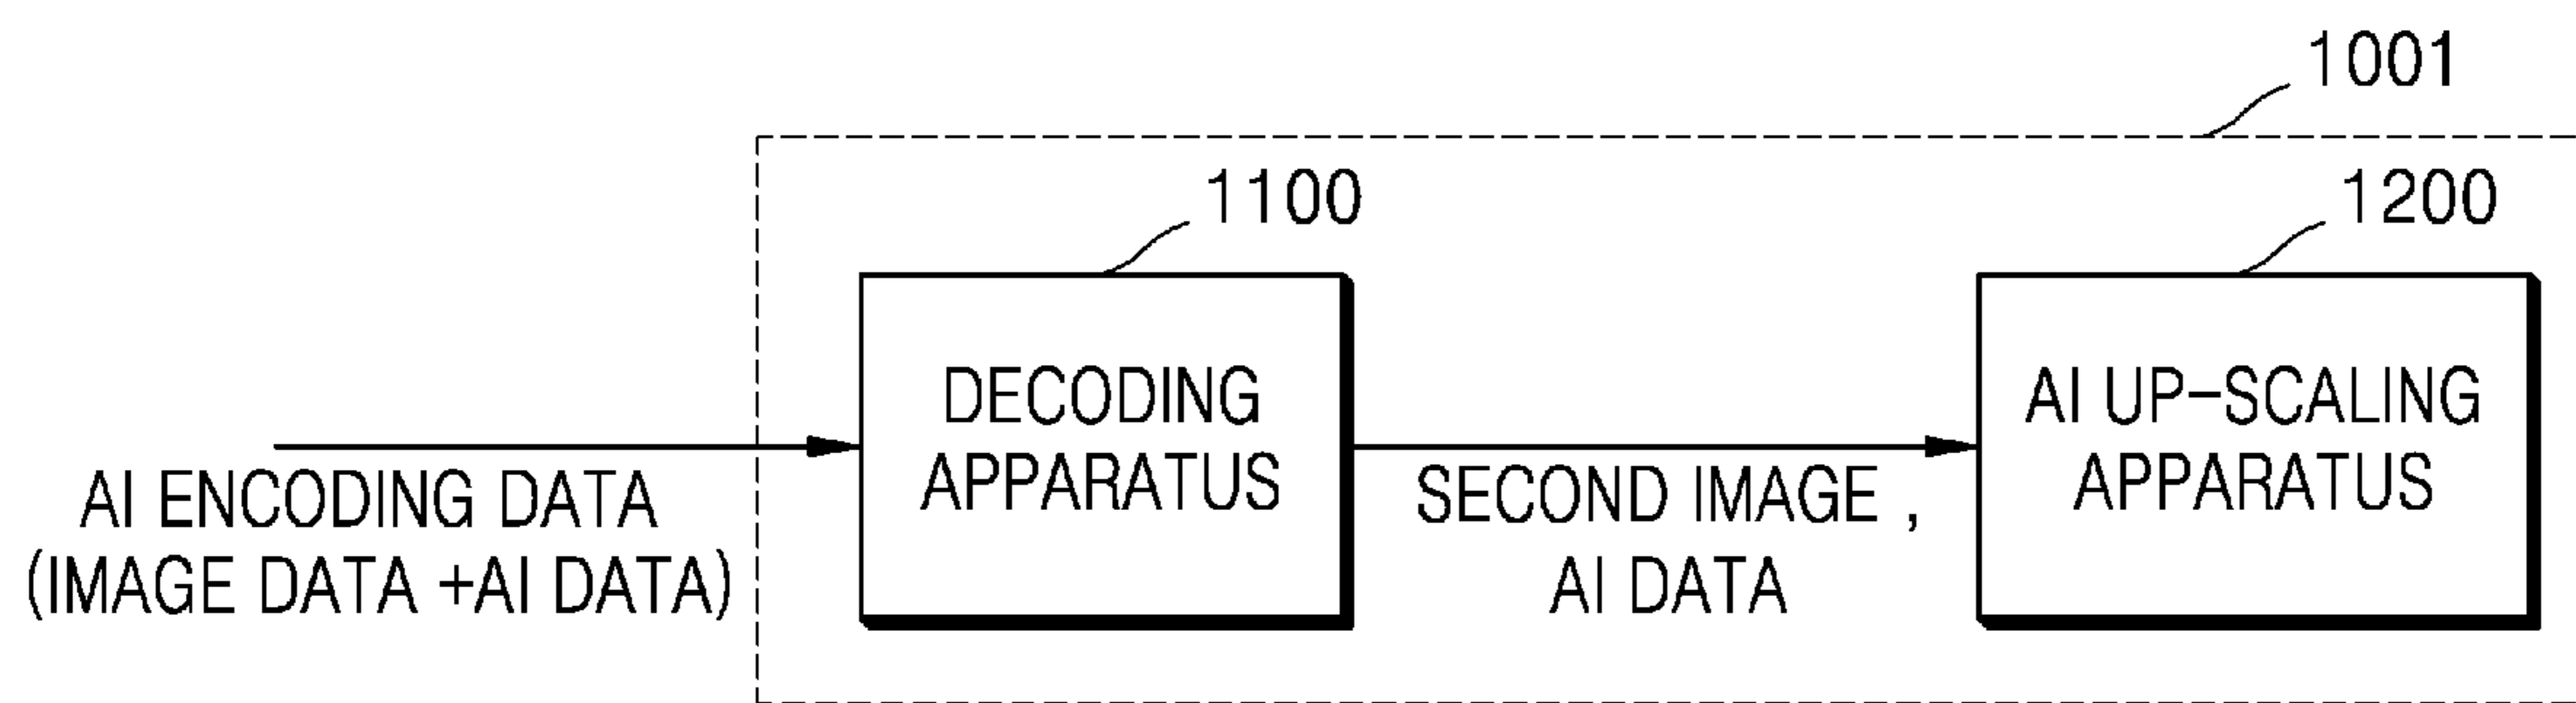 1001
1100
1200
DECODING
APPARATUS
AI UP-SCALING
APPARATUS
AI ENCODING DATA
(IMAGE DATA +AI DATA)
SECOND IMAGE ,
AI DATA